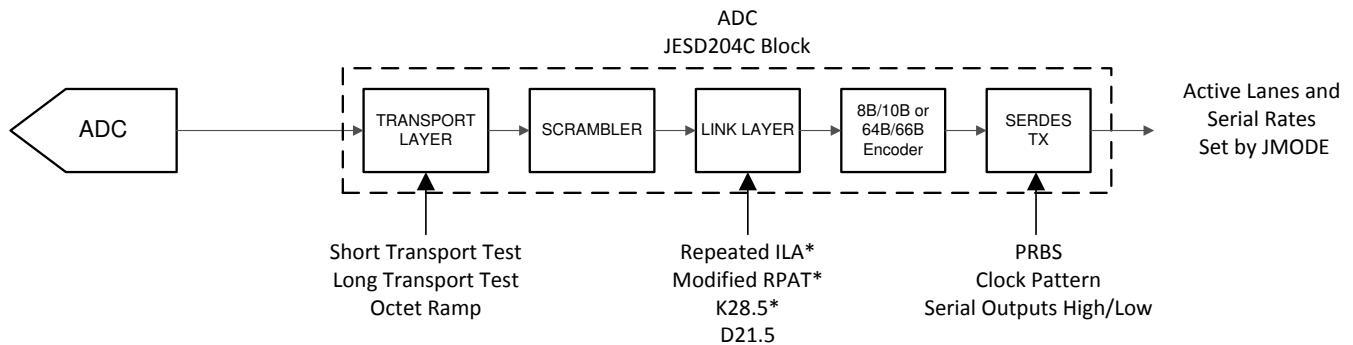 ADC
JESD204C Block
ADC
TRANSPORT
LAYER
SCRAMBLER
LINK LAYER
8B/10B or
64B/66B
Encoder
SERDES
TX
Active Lanes and
Serial Rates
Set by JMODE
Short Transport Test
Long Transport Test
Octet Ramp
Repeated ILA*
Modified RPAT*
K28.5*
D21.5
PRBS
Clock Pattern
Serial Outputs High/Low